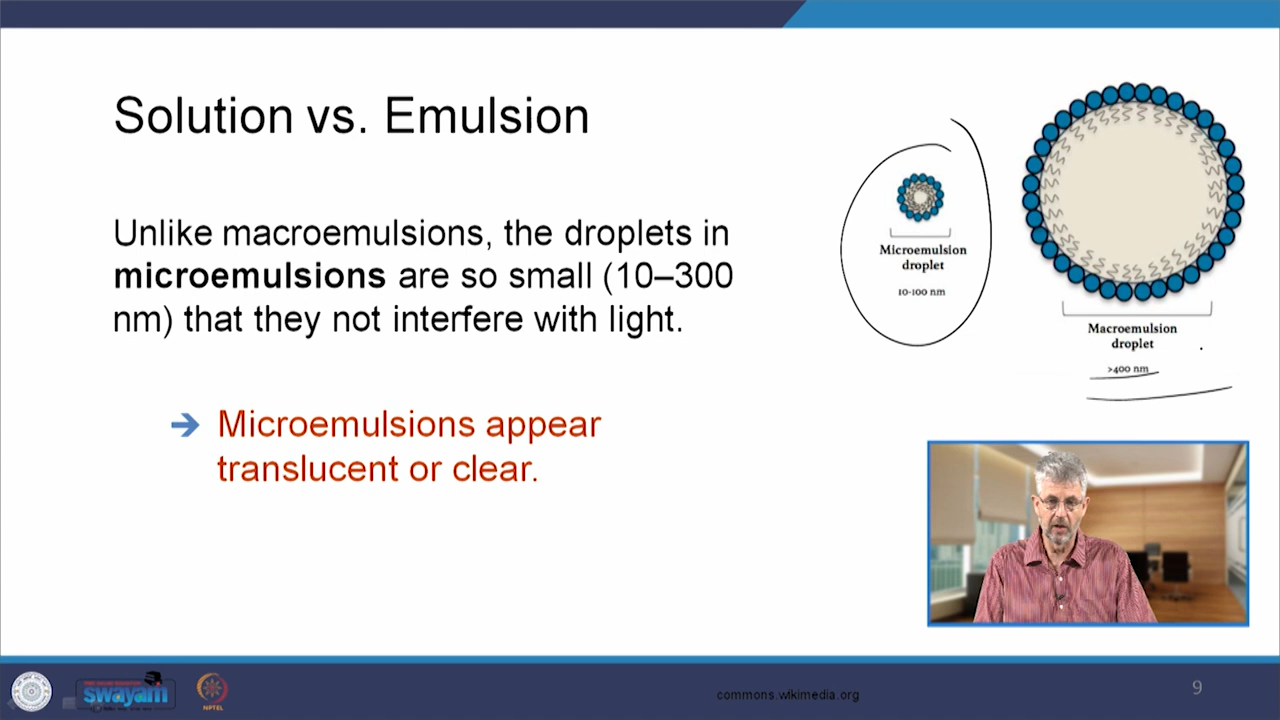 Solution vs. Emulsion
Unlike macroemulsions, the droplets in
microemulsions are so small (10–300
nm) that they not interfere with light.
Microemulsions appear
translucent or clear.
Microemulsion
droplet
10-100 nm
Macroemulsion
droplet
>400 nm
swayam
NPTEL
commons.wikimedia.org
9